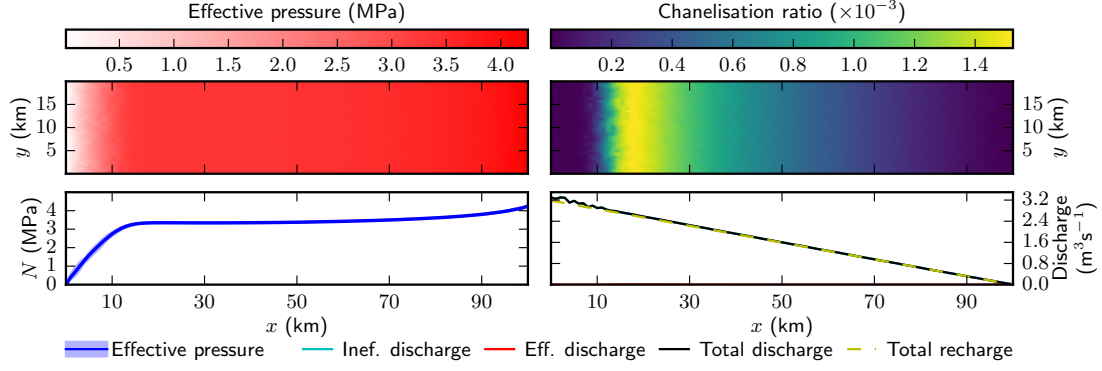 Effective pressure (MPa)
Chanelisation ratio (×10⁻³)
0.5 1.0 1.5 2.0 2.5 3.0 3.5 4.0
0.2 0.4 0.6 0.8 1.0 1.2 1.4
y (km)
15
10
5
15
10
5
y (km)
N (MPa)
4
3
2
1
0
3.2
2.4
1.6
0.8
0.0
Discharge
(m³s⁻¹)
10 30 50 70 90
10 30 50 70 90
x (km)
x (km)
Effective pressure Inef. discharge Eff. discharge Total discharge Total recharge